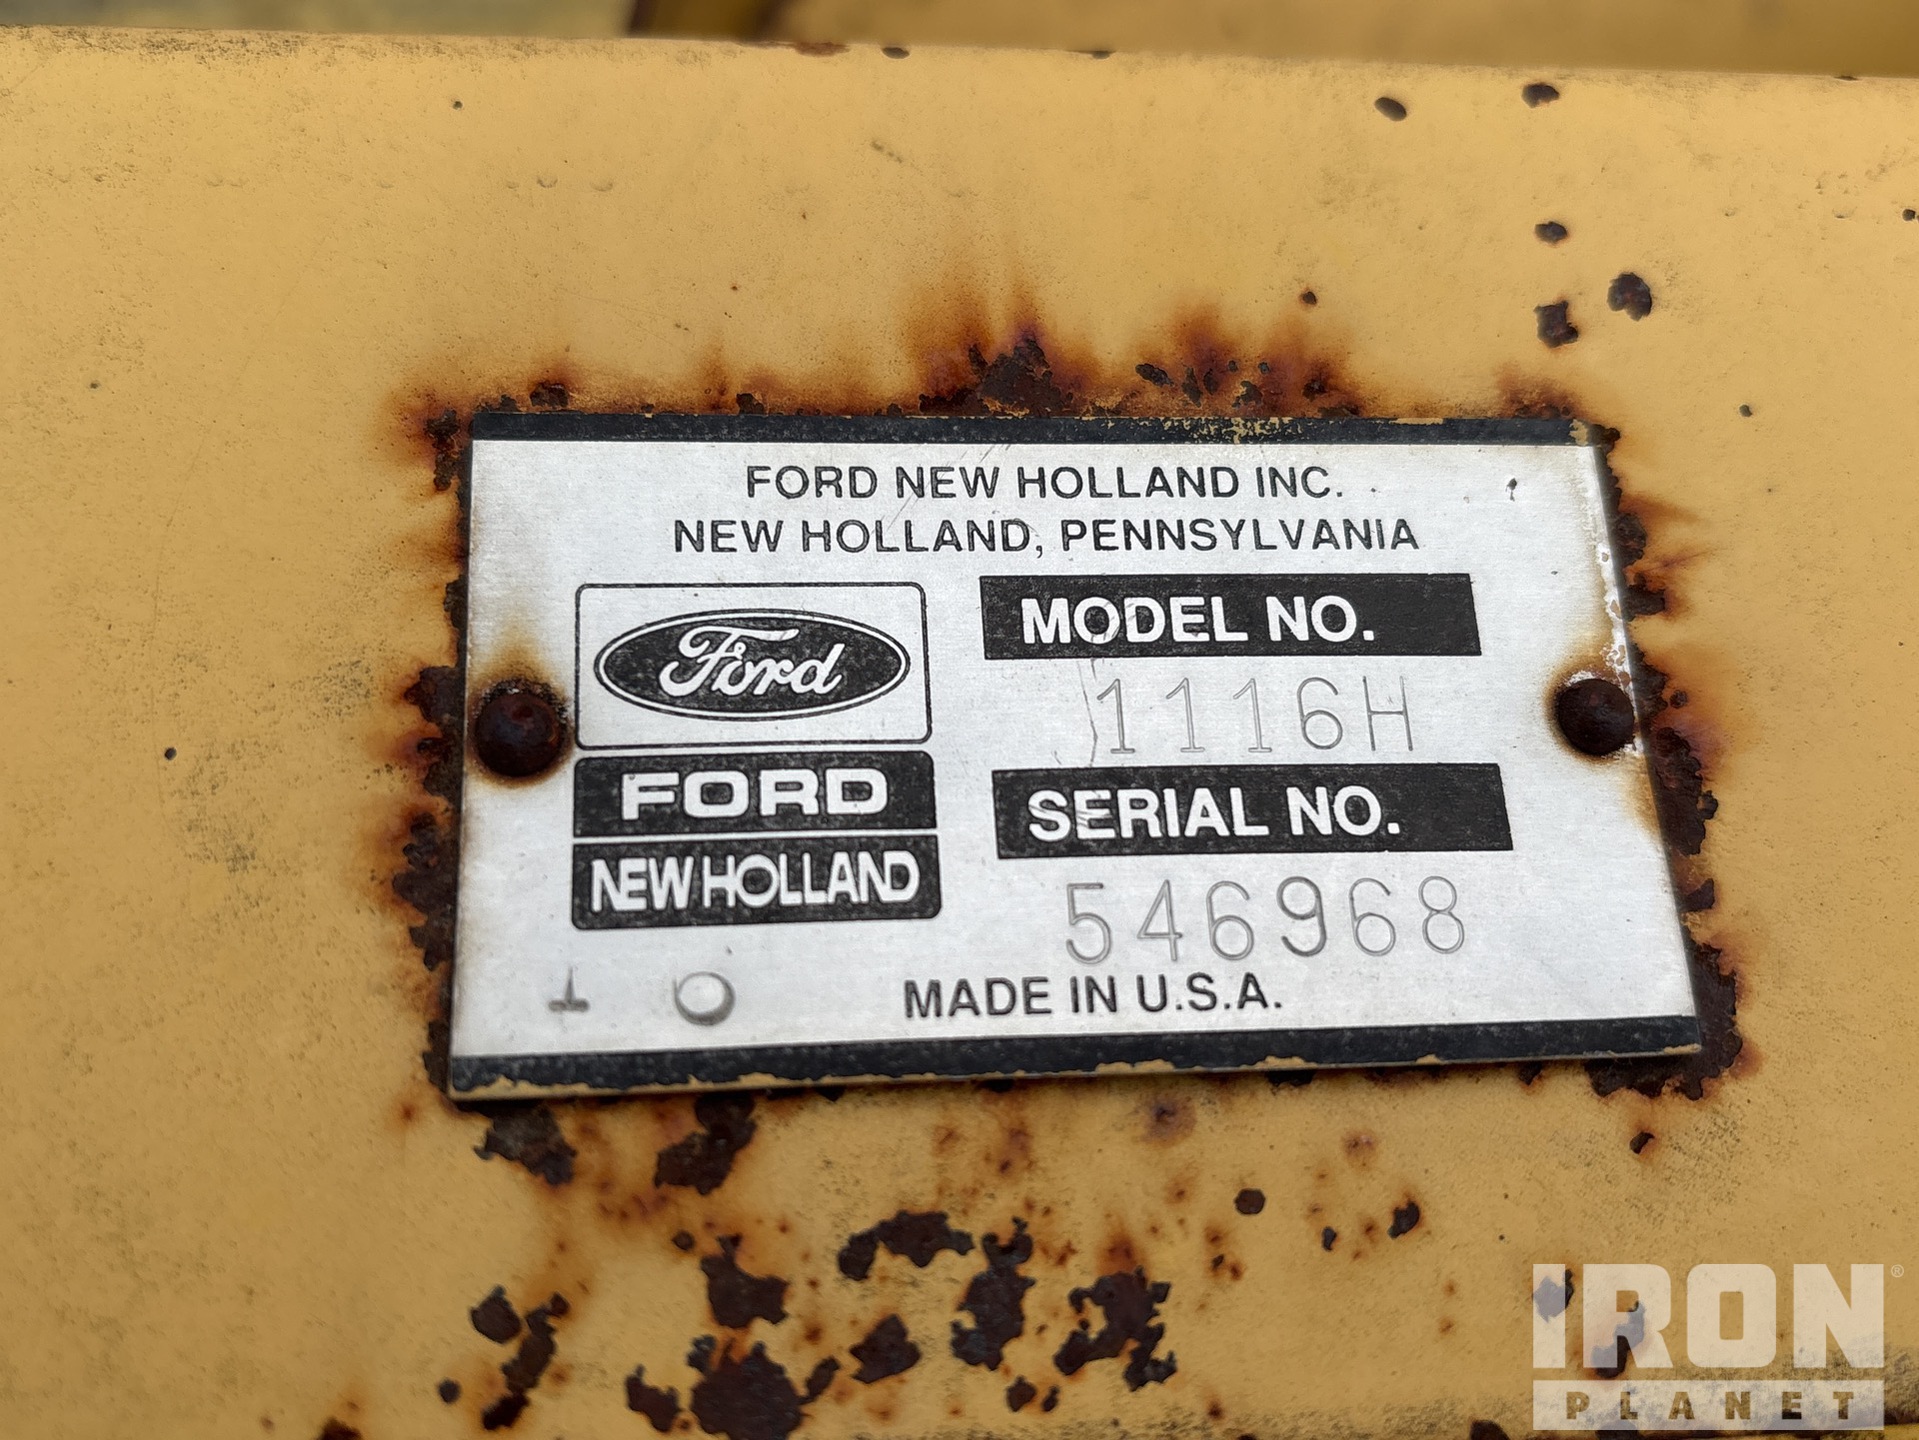 FORD NEW HOLLAND INC.
NEW HOLLAND, PENNSYLVANIA
Ford
FORD
NEW HOLLAND
MODEL NO.
1116H
SERIAL NO.
546968
MADE IN U.S.A.
IRON®
PLANET